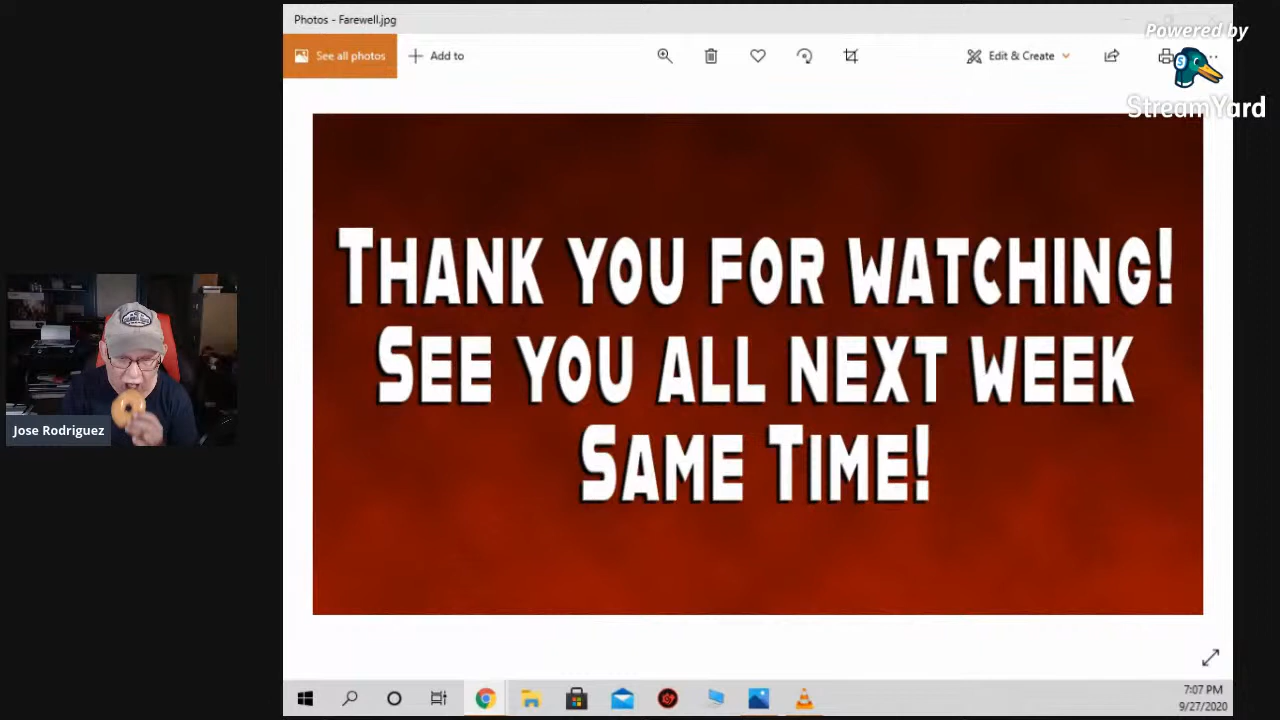 Photos - Farewell.jpg
Powered by
See all photos
Add to
Edit & Create
S
StreamYard
THANK YOU FOR WATCHING!
SEE YOU ALL NEXT WEEK
SAME TIME!
Jose Rodriguez
7:07 PM
9/27/2020